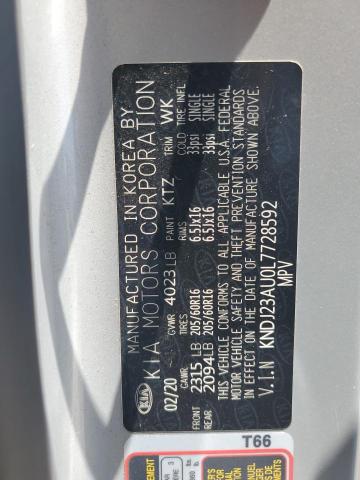 MANUFACTURED IN KOREA BY
KIA KIA MOTORS CORPORATION
02/20 GVWR 4023 LB PAINT KTZ TRIM WK
GAWR RIMS COLD TIRE INFL
FRONT 2315 LB 205/60R16 6.5JX16 33psi SINGLE
REAR 2094 LB 205/60R16 6.5JX16 33psi SINGLE
THIS VEHICLE CONFORMS TO ALL APPLICABLE U.S.A. FEDERAL
MOTOR VEHICLE SAFETY AND THEFT PREVENTION STANDARDS
IN EFFECT ON THE DATE OF MANUFACTURE SHOWN ABOVE.
V.I.N KNDJ23AU0L7728592
MPV
T66